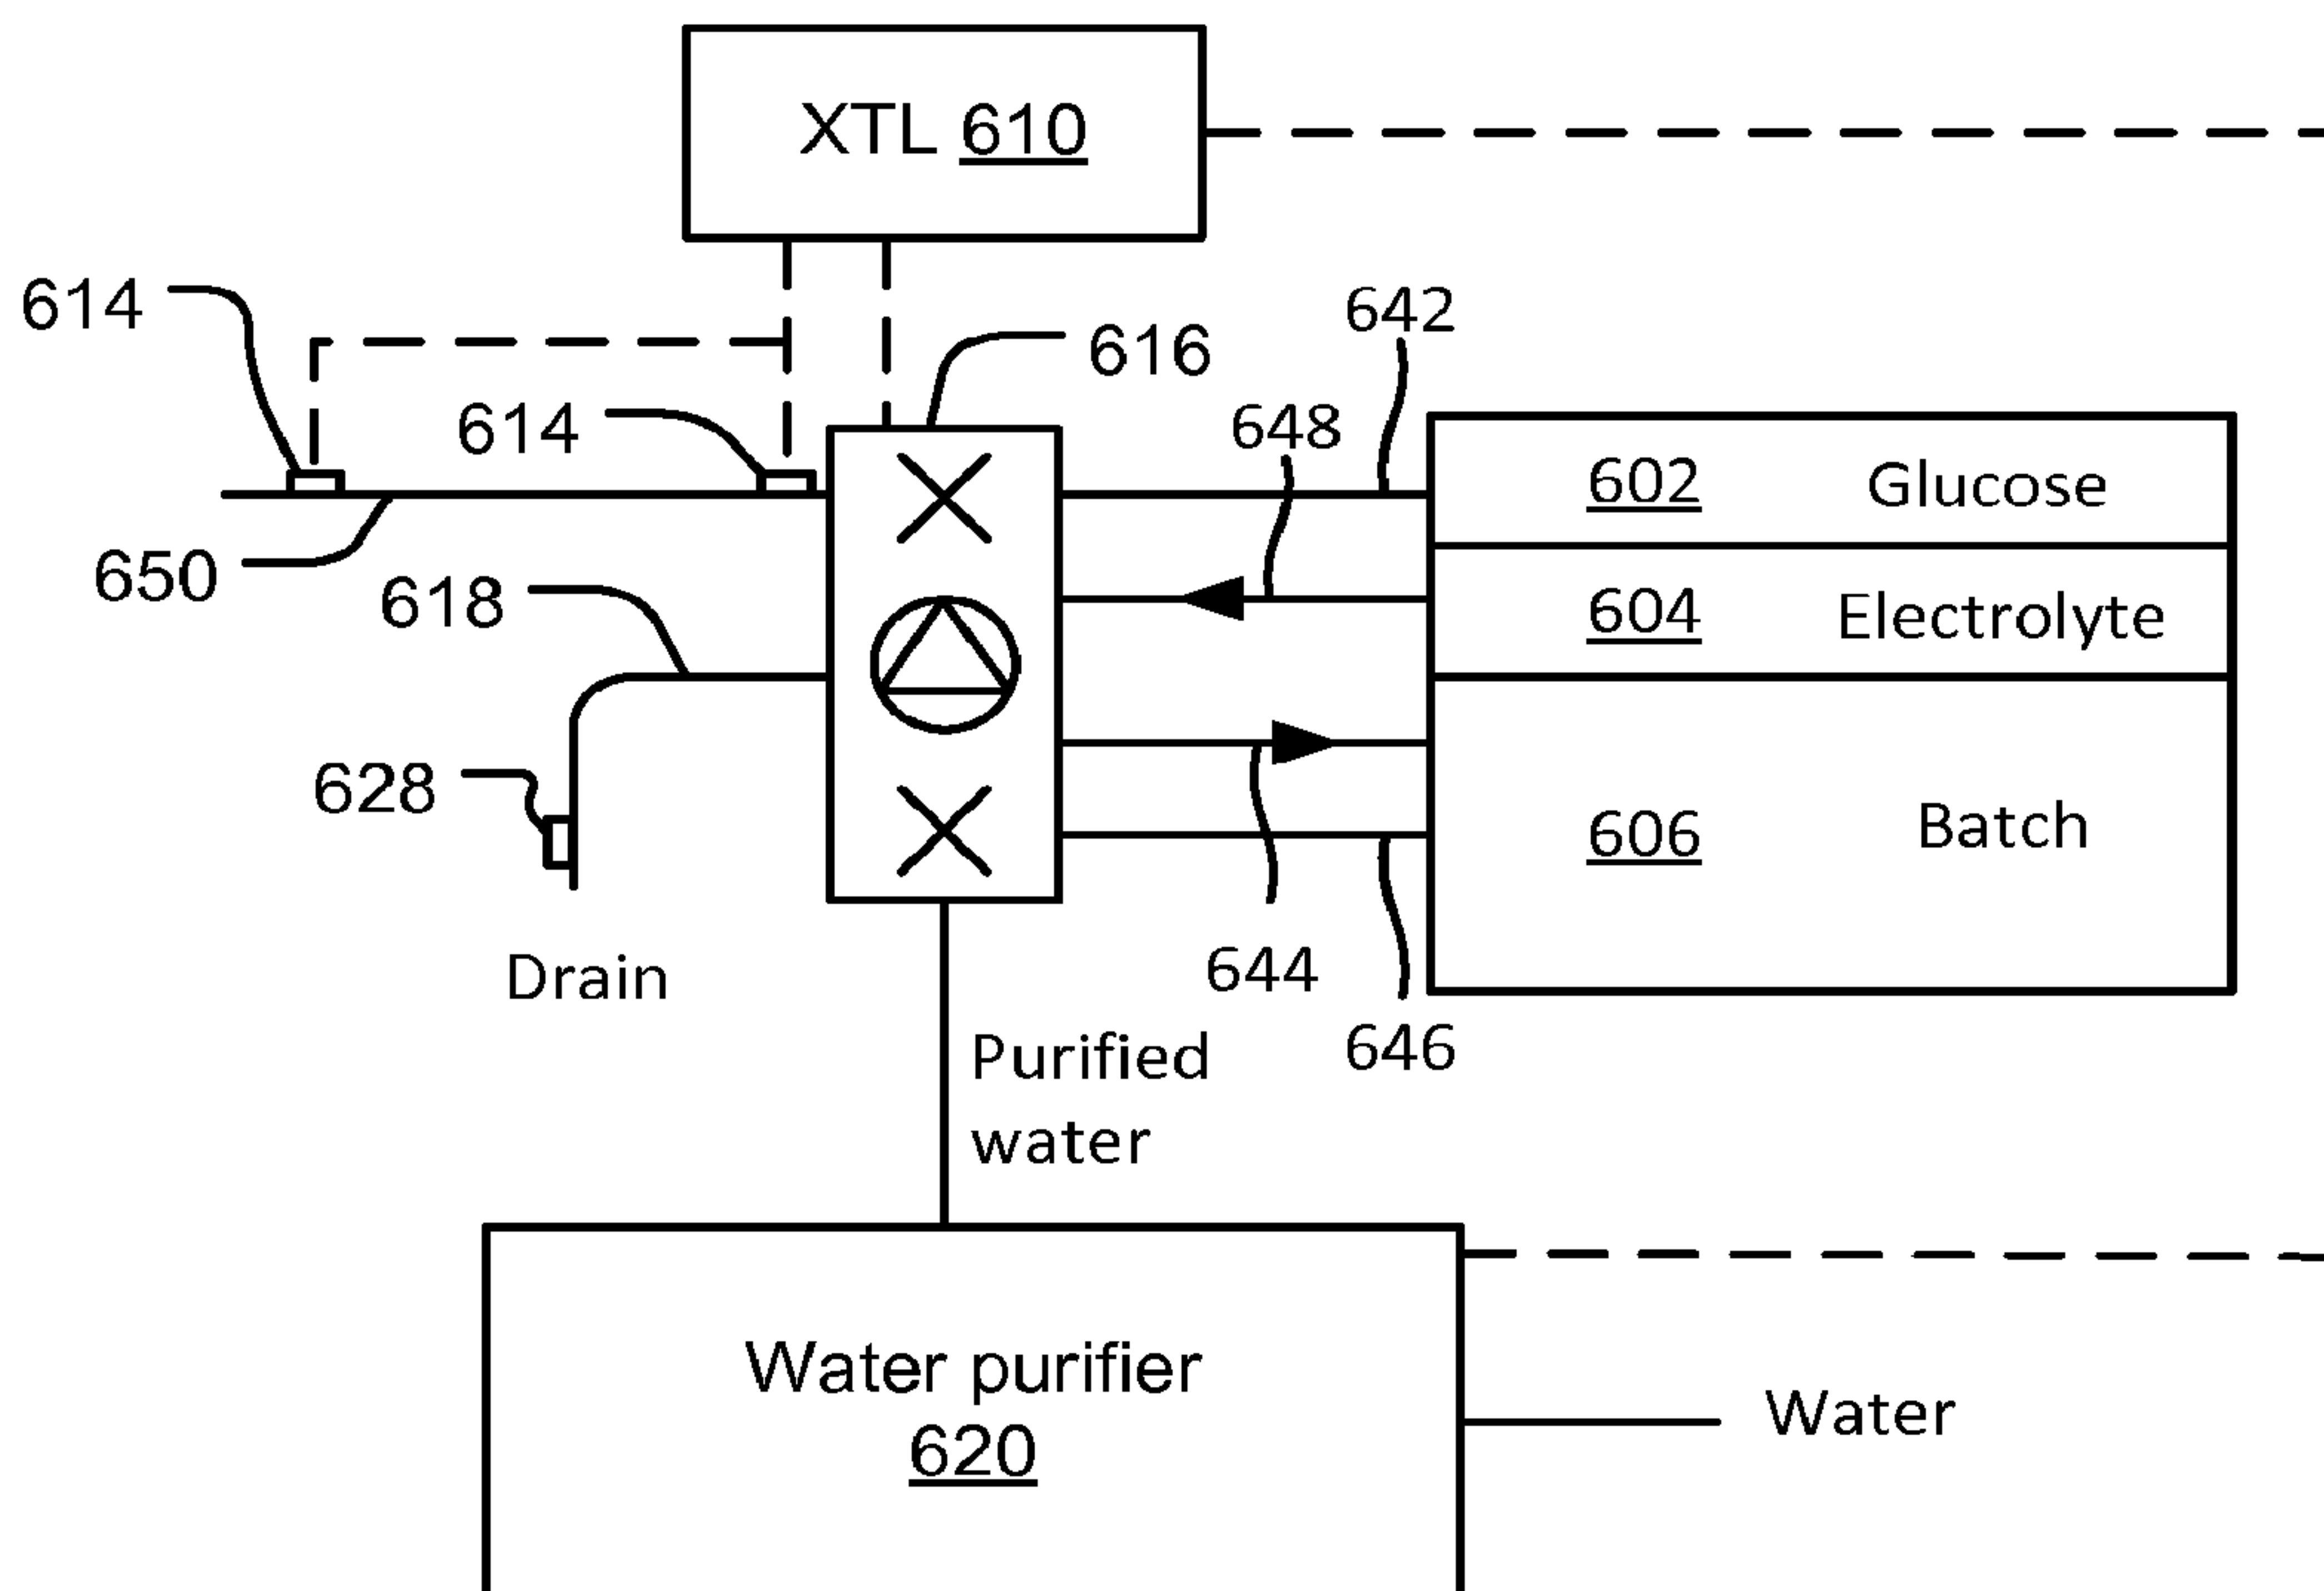 XTL 610
614
642
616
648
614
602 Glucose
650
618
604 Electrolyte
628
606 Batch
Drain
644
646
Purified
water
Water purifier
620
Water